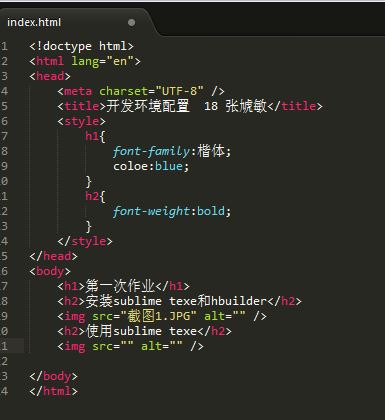 index.html
1 <!doctype html>
2 <html lang="en">
3 <head>
4 <meta charset="UTF-8" />
5 <title>开发环境配置  18 张敏</title>
6 <style>
7 h1{
8 font-family:楷体;
9 coloe:blue;
0 }
1 h2{
2 font-weight:bold;
3 }
4 </style>
5 </head>
6 <body>
7 <h1>第一次作业</h1>
8 <h2>安装sublime texe和hbuilder</h2>
9 <img src="截图1.JPG" alt="" />
0 <h2>使用sublime texe</h2>
1 <img src="" alt="" />
2
3 </body>
4 </html>